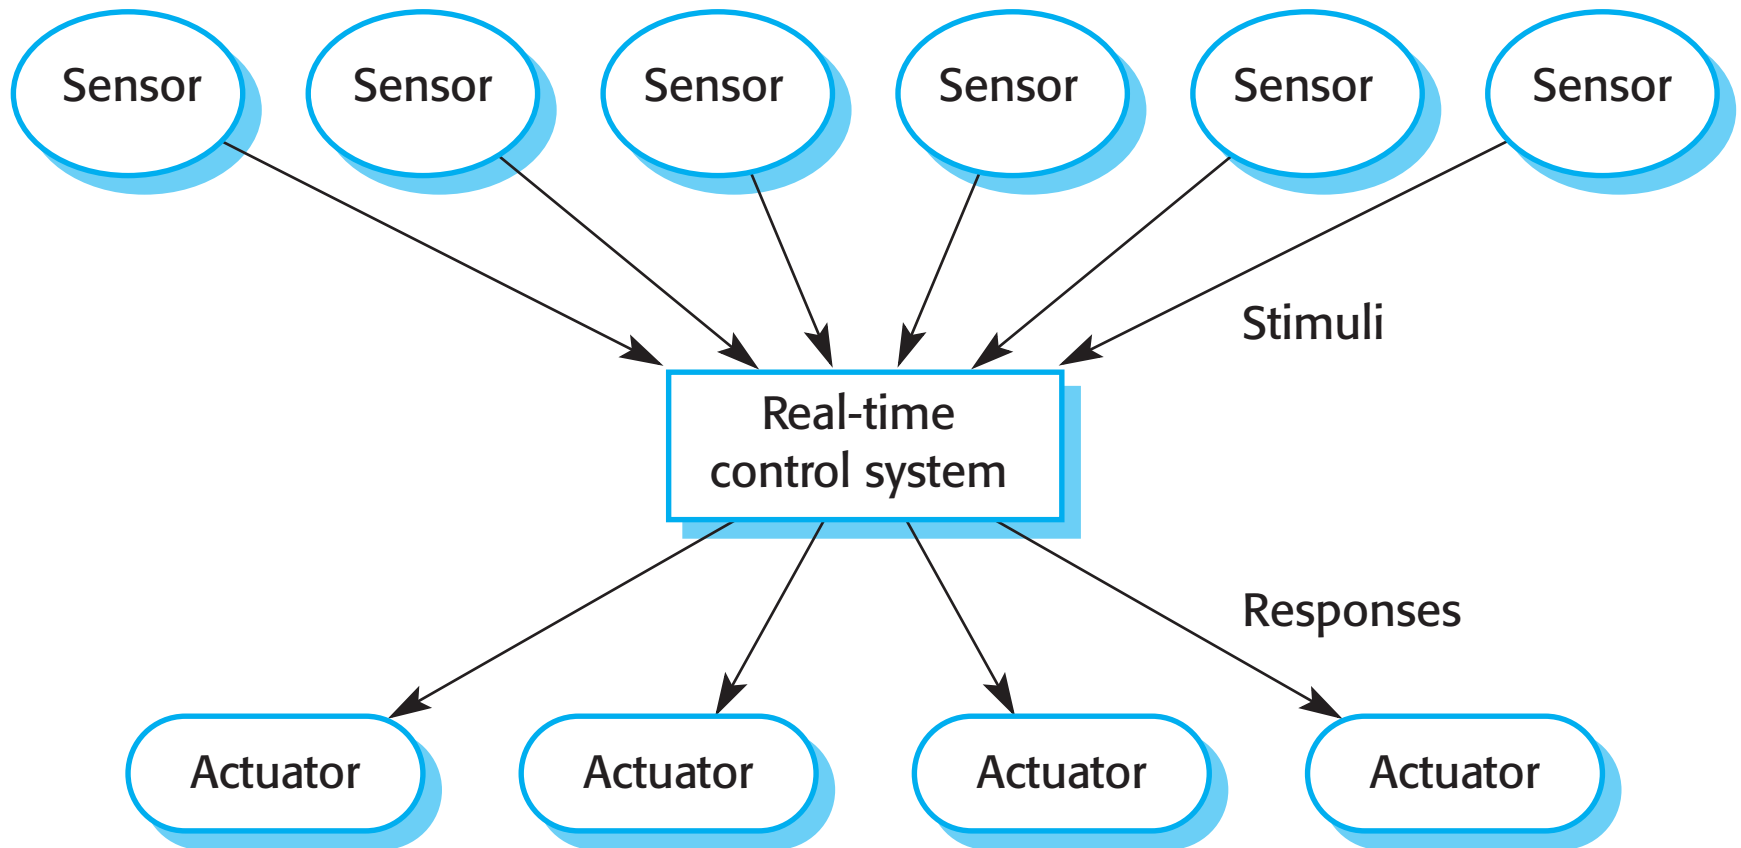 Sensor
Sensor
Sensor
Sensor
Sensor
Sensor
Stimuli
Real-time
control system
Responses
Actuator
Actuator
Actuator
Actuator